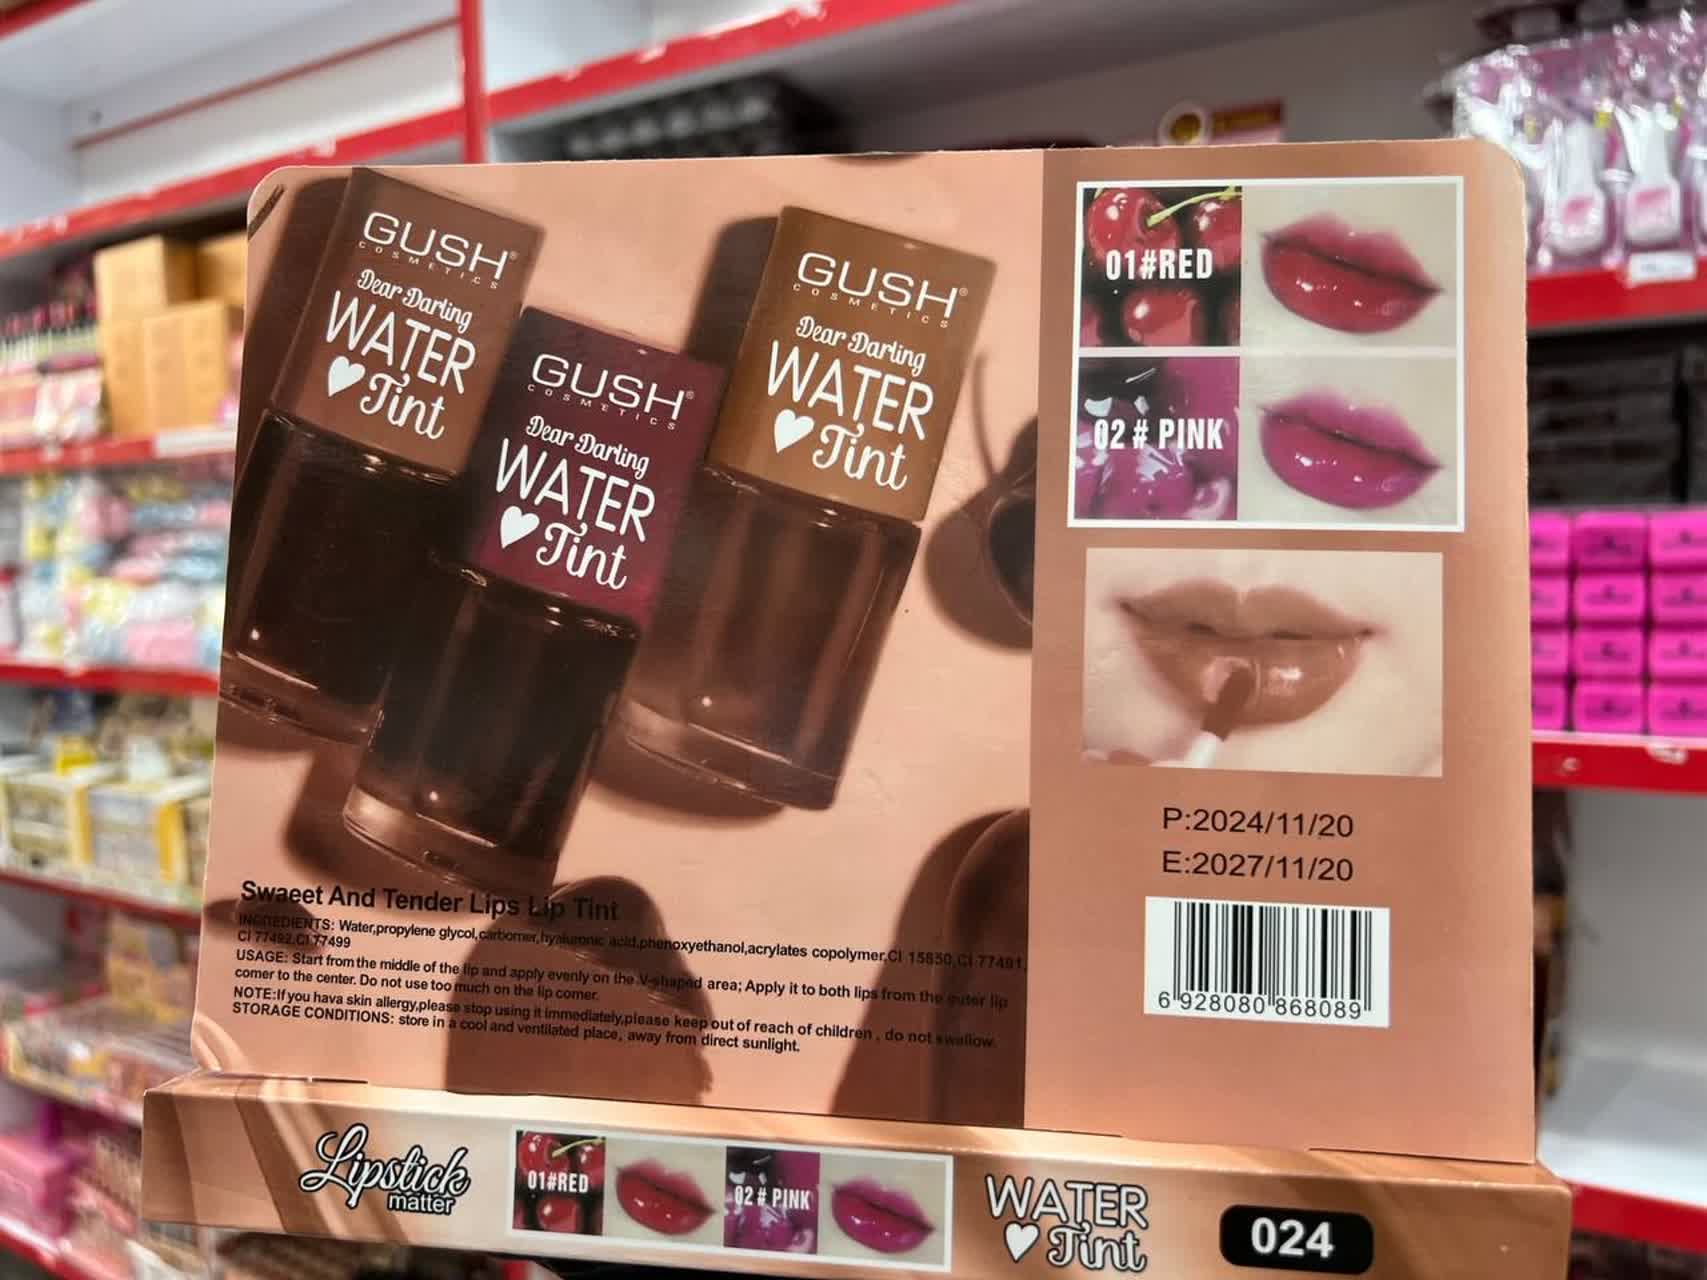 GUSH®
COSMETICS
Dear Darling
WATER
Tint
GUSH®
COSMETICS
Dear Darling
WATER
Tint
GUSH®
COSMETICS
Dear Darling
WATER
Tint
01#RED
02 # PINK
P:2024/11/20
E:2027/11/20
6 928080 868089
Swaeet And Tender Lips Lip Tint
INGREDIENTS: Water,propylene glycol,carbomer,hyaluronic acid,phenoxyethanol,acrylates copolymer,CI 15850,CI 77491,
CI 77492,CI 77499
USAGE: Start from the middle of the lip and apply evenly on the V-shaped area; Apply it to both lips from the outer lip
corner to the center. Do not use too much on the lip corner.
NOTE:If you hava skin allergy,please stop using it immediately,please keep out of reach of children , do not swallow.
STORAGE CONDITIONS: store in a cool and ventilated place, away from direct sunlight.
Lipstick
matter
01#RED
02 # PINK
WATER
Tint
024